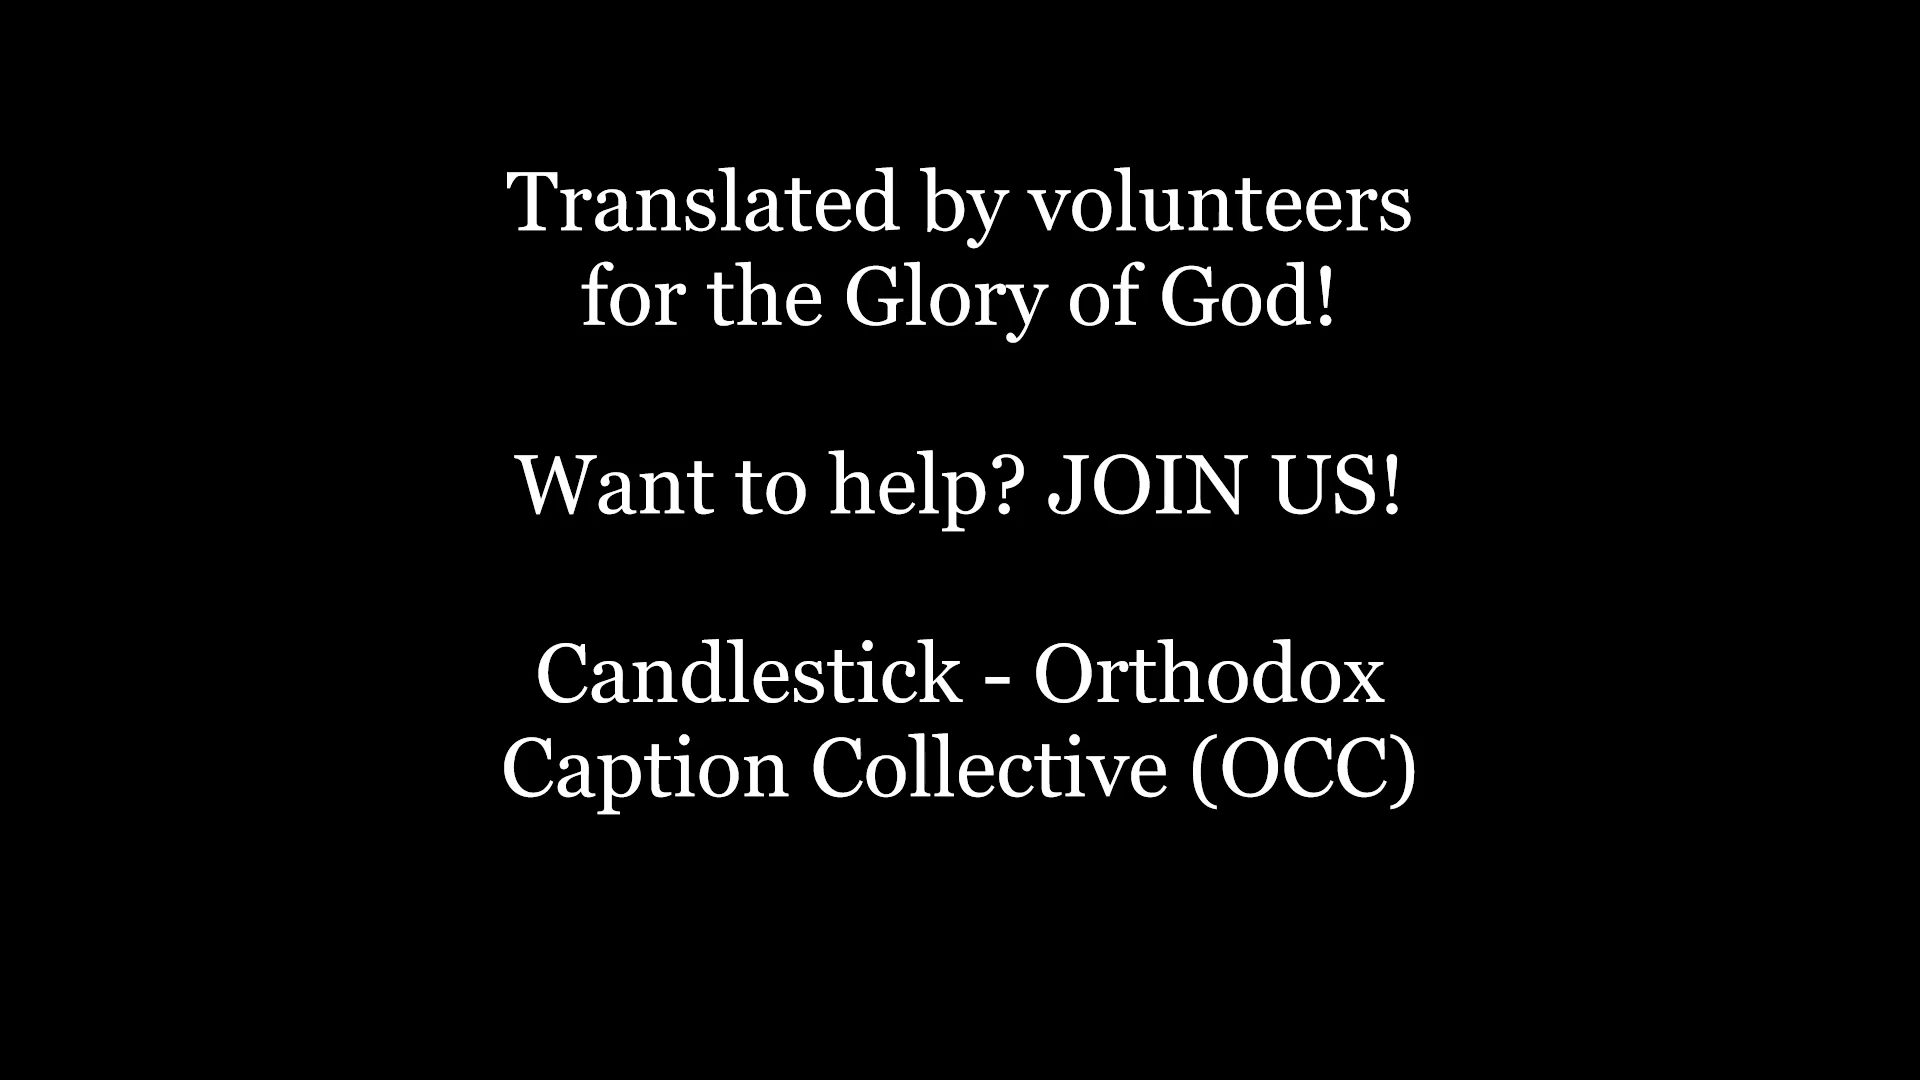 Translated by volunteers
for the Glory of God!
Want to help? JOIN US!
Candlestick - Orthodox
Caption Collective (OCC)